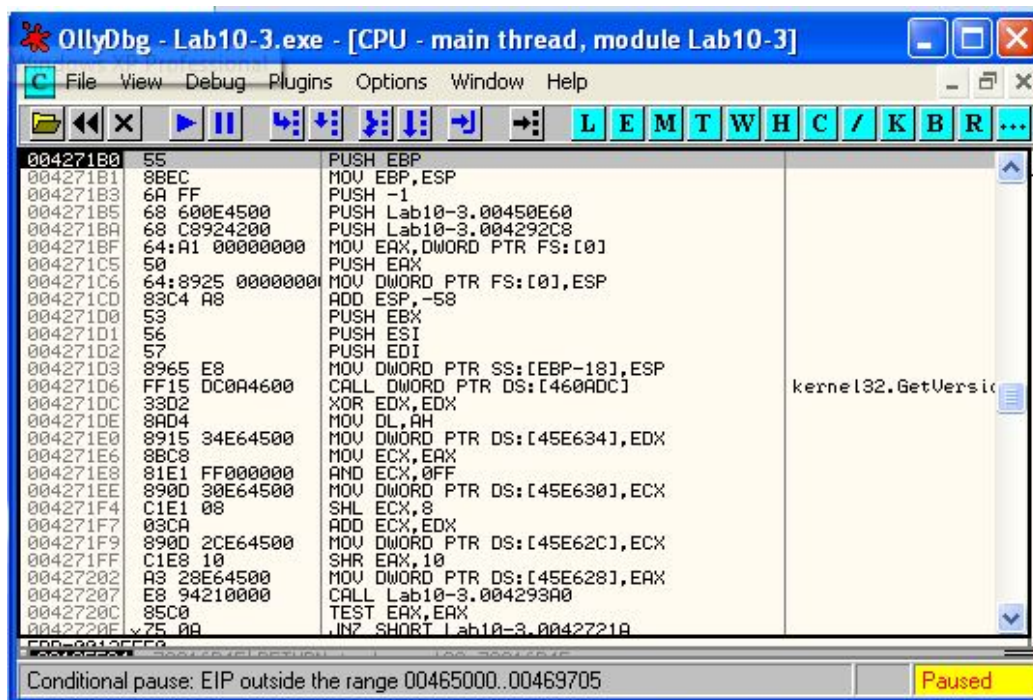 OllyDbg - Lab10-3.exe - [CPU - main thread, module Lab10-3]
C File View Debug Plugins Options Window Help
L E M T W H C / K B R ...
004271B0 55 PUSH EBP
004271B1 8BEC MOV EBP,ESP
004271B3 6A FF PUSH -1
004271B5 68 600E4500 PUSH Lab10-3.00450E60
004271BA 68 C8924200 PUSH Lab10-3.004292C8
004271BF 64:A1 00000000 MOV EAX,DWORD PTR FS:[0]
004271C5 50 PUSH EAX
004271C6 64:8925 0000000 MOV DWORD PTR FS:[0],ESP
004271CD 83C4 A8 ADD ESP,-58
004271D0 53 PUSH EBX
004271D1 56 PUSH ESI
004271D2 57 PUSH EDI
004271D3 8965 E8 MOV DWORD PTR SS:[EBP-18],ESP
004271D6 FF15 DC0A4600 CALL DWORD PTR DS:[460ADC] kernel32.GetVersic
004271DC 33D2 XOR EDX,EDX
004271DE 8AD4 MOV DL,AH
004271E0 8915 34E64500 MOV DWORD PTR DS:[45E634],EDX
004271E6 8BC8 MOV ECX,EAX
004271E8 81E1 FF000000 AND ECX,0FF
004271EE 890D 30E64500 MOV DWORD PTR DS:[45E630],ECX
004271F4 C1E1 08 SHL ECX,8
004271F7 03CA ADD ECX,EDX
004271F9 890D 2CE64500 MOV DWORD PTR DS:[45E62C],ECX
004271FF C1E8 10 SHR EAX,10
00427202 A3 28E64500 MOV DWORD PTR DS:[45E628],EAX
00427207 E8 94210000 CALL Lab10-3.004293A0
0042720C 85C0 TEST EAX,EAX
0042720E 75 0A JNZ SHORT Lab10-3.0042721A
Conditional pause: EIP outside the range 00465000..00469705 Paused